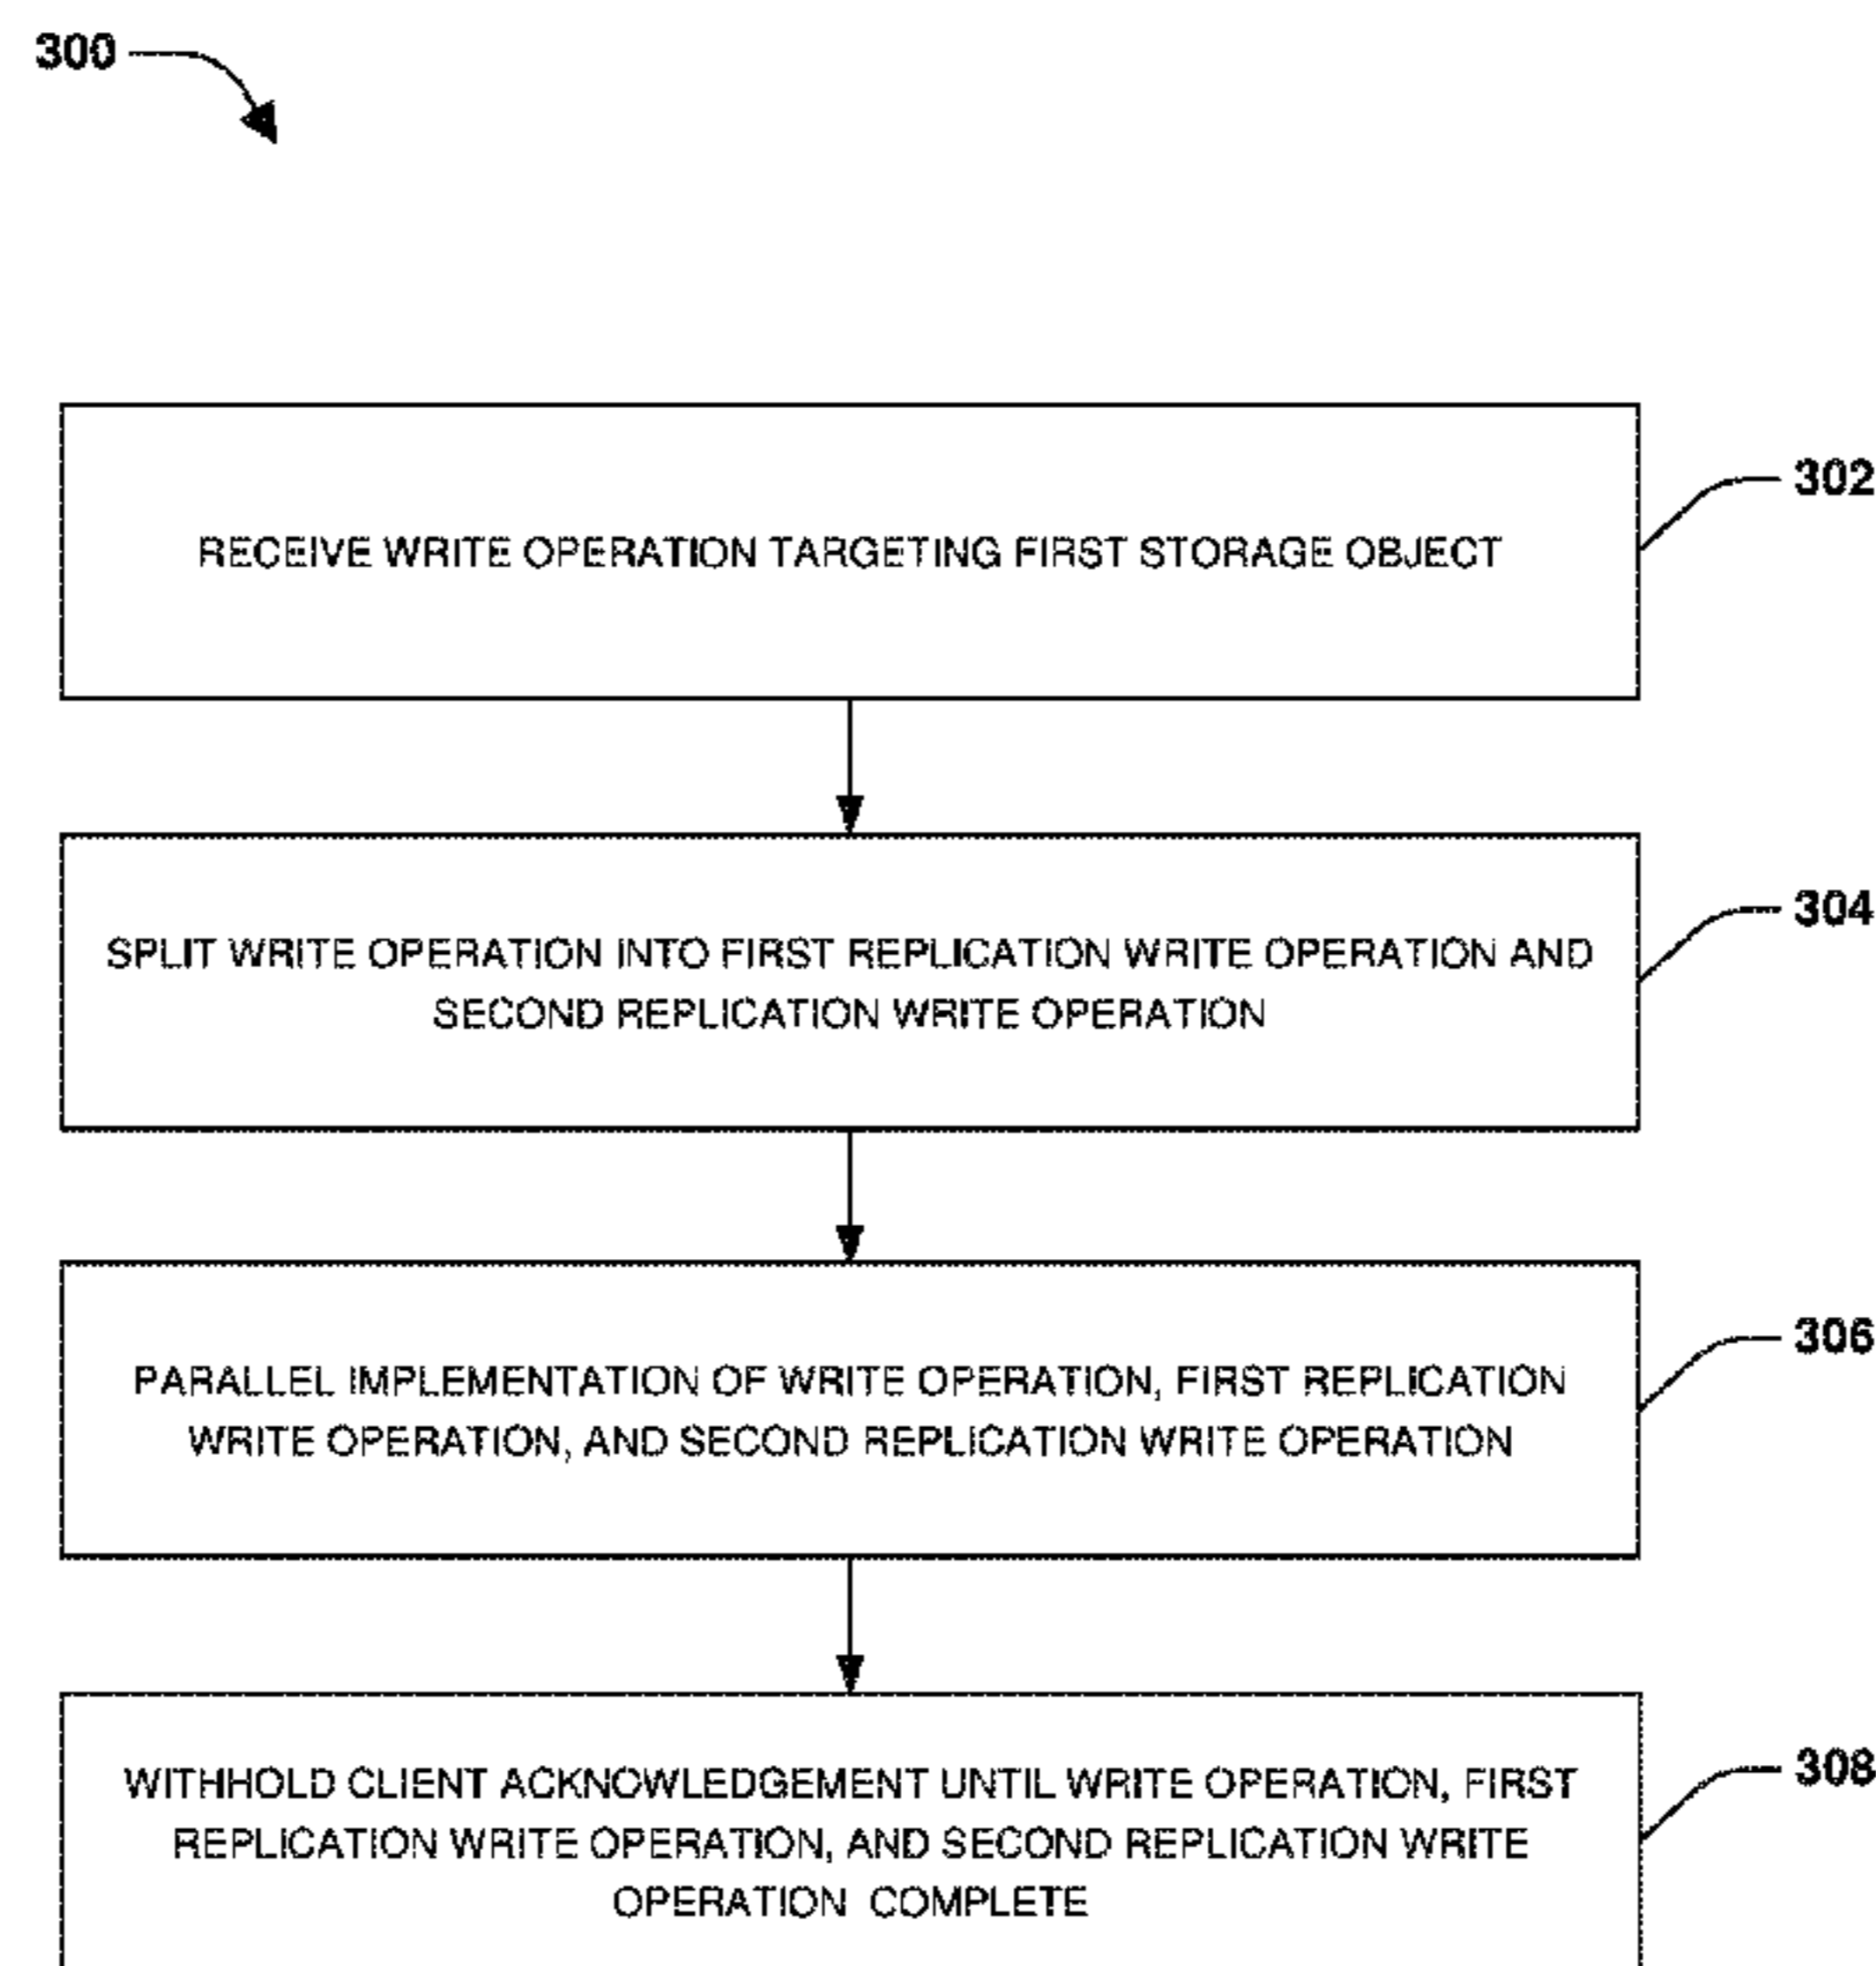 300
302
RECEIVE WRITE OPERATION TARGETING FIRST STORAGE OBJECT
304
SPLIT WRITE OPERATION INTO FIRST REPLICATION WRITE OPERATION AND
SECOND REPLICATION WRITE OPERATION
306
PARALLEL IMPLEMENTATION OF WRITE OPERATION, FIRST REPLICATION
WRITE OPERATION, AND SECOND REPLICATION WRITE OPERATION
308
WITHHOLD CLIENT ACKNOWLEDGEMENT UNTIL WRITE OPERATION, FIRST
REPLICATION WRITE OPERATION, AND SECOND REPLICATION WRITE
OPERATION COMPLETE